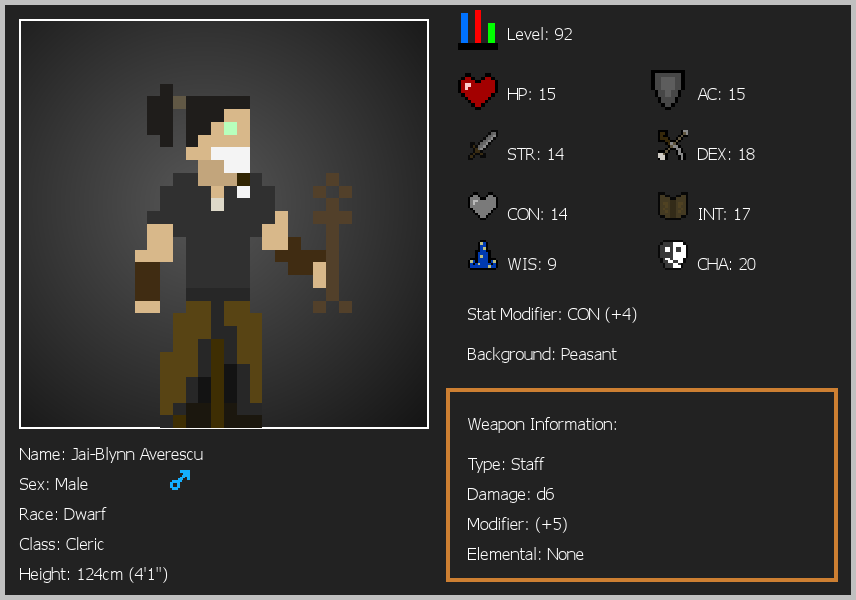 Level: 92
HP: 15
AC: 15
STR: 14
DEX: 18
CON: 14
INT: 17
WIS: 9
CHA: 20
Stat Modifier: CON (+4)
Background: Peasant
Weapon Information:
Type: Staff
Damage: d6
Modifier: (+5)
Elemental: None
Name: Jai-Blynn Averescu
Sex: Male
Race: Dwarf
Class: Cleric
Height: 124cm (4'1")